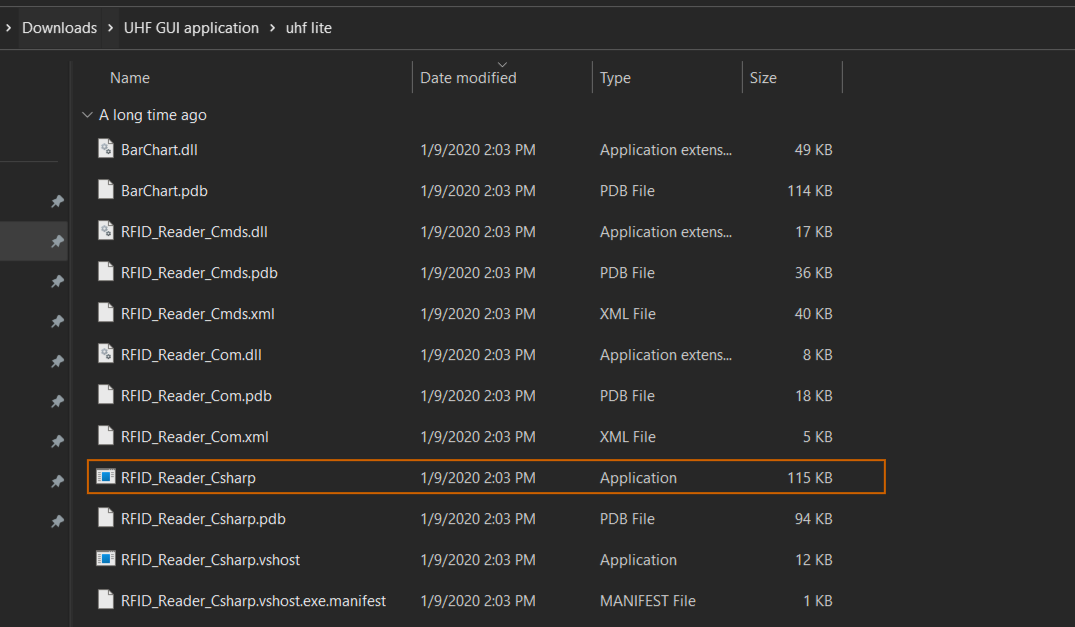 Downloads UHF GUI application uhf lite
Name Date modified Type Size
A long time ago
BarChart.dll 1/9/2020 2:03 PM Application extens... 49 KB
BarChart.pdb 1/9/2020 2:03 PM PDB File 114 KB
RFID_Reader_Cmds.dll 1/9/2020 2:03 PM Application extens... 17 KB
RFID_Reader_Cmds.pdb 1/9/2020 2:03 PM PDB File 36 KB
RFID_Reader_Cmds.xml 1/9/2020 2:03 PM XML File 40 KB
RFID_Reader_Com.dll 1/9/2020 2:03 PM Application extens... 8 KB
RFID_Reader_Com.pdb 1/9/2020 2:03 PM PDB File 18 KB
RFID_Reader_Com.xml 1/9/2020 2:03 PM XML File 5 KB
RFID_Reader_Csharp 1/9/2020 2:03 PM Application 115 KB
RFID_Reader_Csharp.pdb 1/9/2020 2:03 PM PDB File 94 KB
RFID_Reader_Csharp.vshost 1/9/2020 2:03 PM Application 12 KB
RFID_Reader_Csharp.vshost.exe.manifest 1/9/2020 2:03 PM MANIFEST File 1 KB